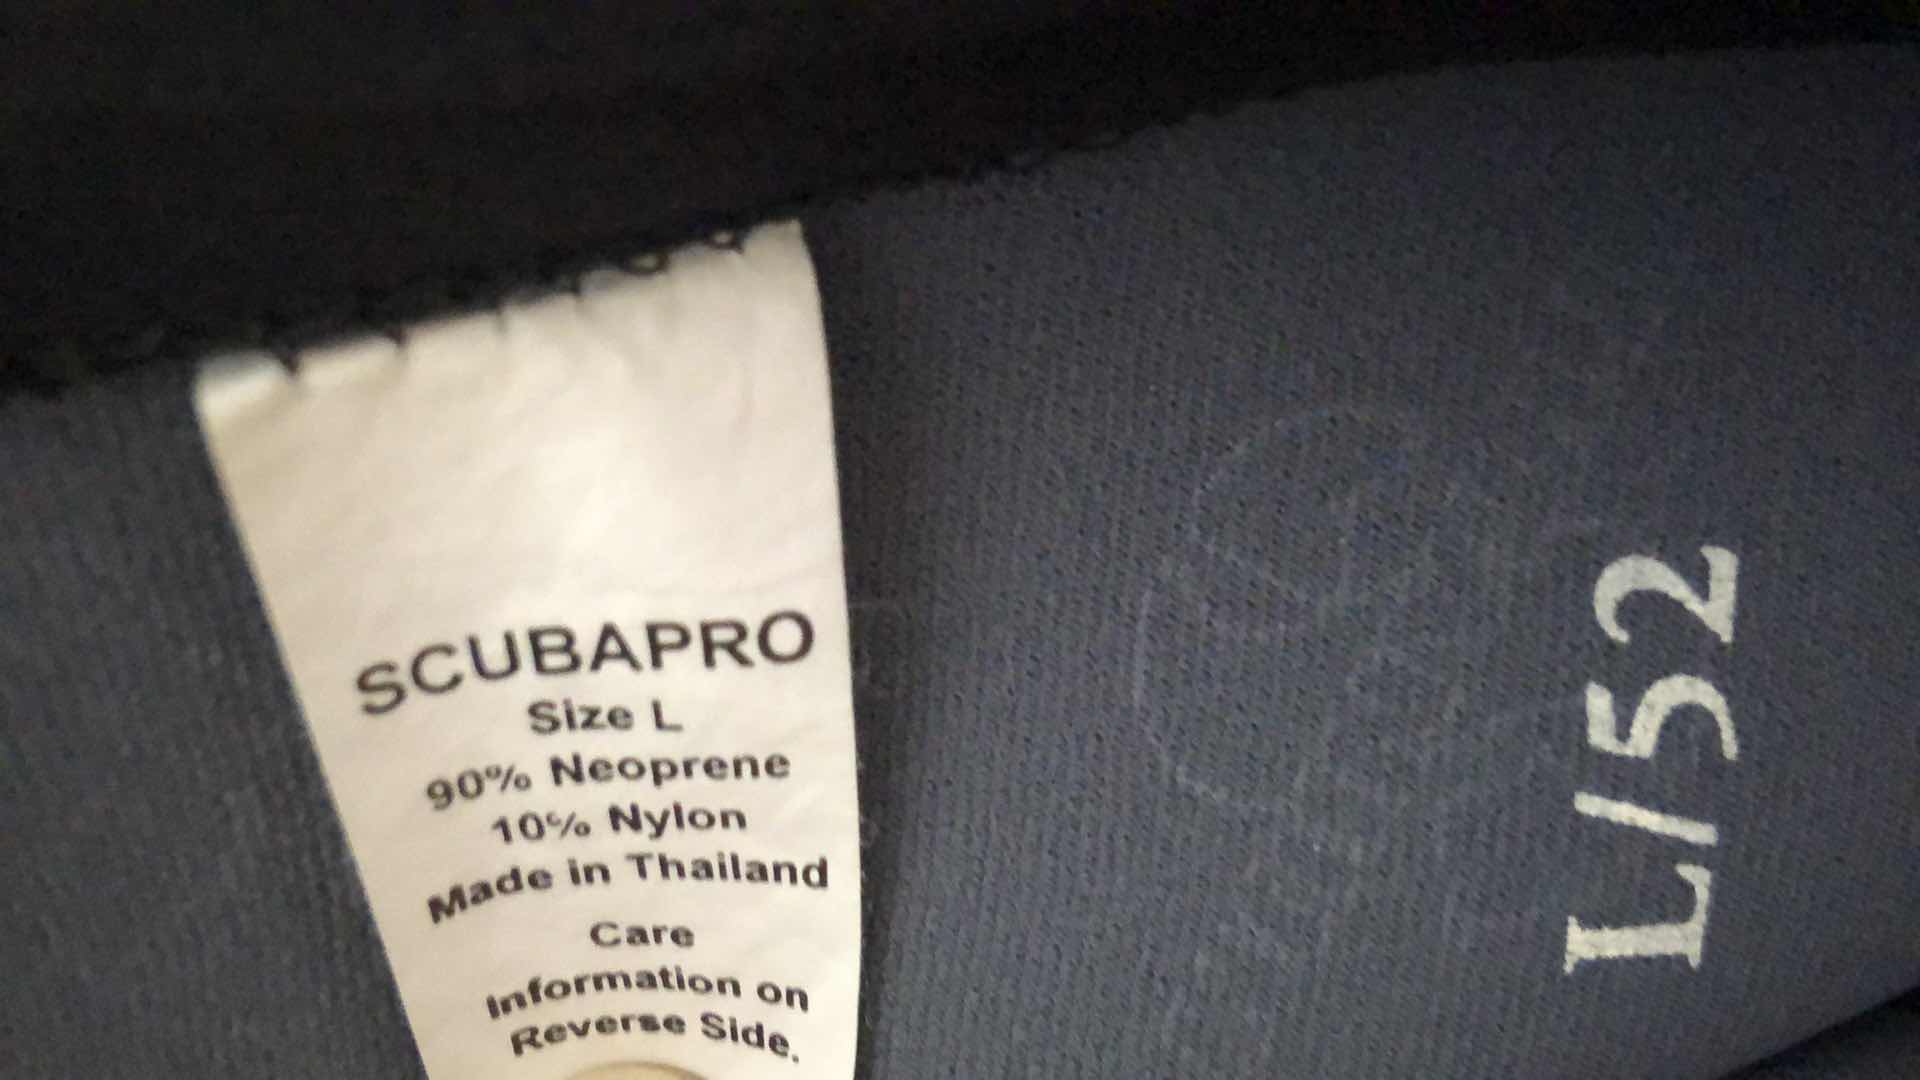 SCUBAPRO
Size L
90% Neoprene
10% Nylon
Made in Thailand
Care
Information on
Reverse Side.
L/52